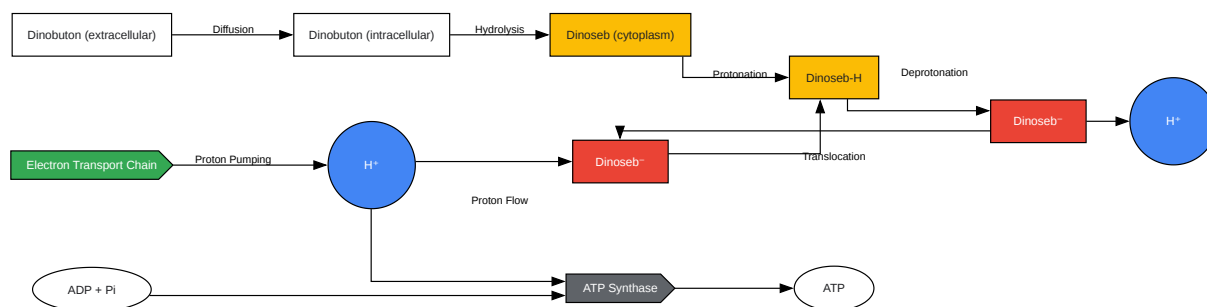 Dinobuton (extracellular)
Diffusion
Dinobuton (intracellular)
Hydrolysis
Dinoseb (cytoplasm)
Protonation
Dinoseb-H
Deprotonation
Dinoseb⁻
H⁺
Electron Transport Chain
Proton Pumping
H⁺
Dinoseb⁻
Translocation
Proton Flow
ADP + Pi
ATP Synthase
ATP